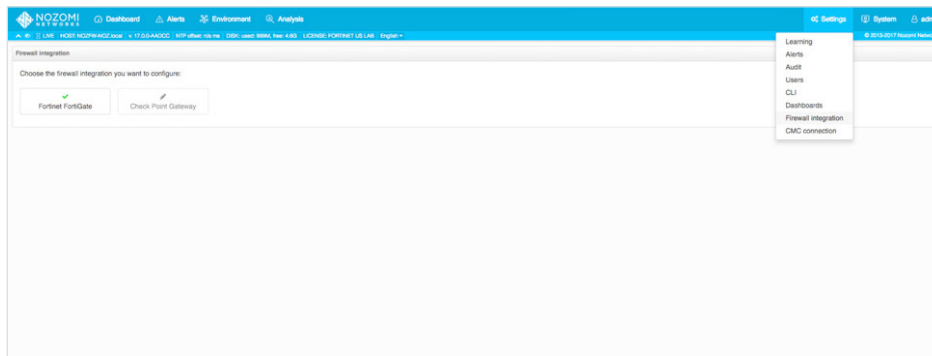 NOZOMI NETWORKS Dashboard Alerts Environment Analysis Settings System adm
LIVE HOST: NOZFW-NOZ.local v. 17.0.0-AAOCC NTP offset: n/a ms DISK: used: 999M, free: 4.6G LICENSE: FORTINET US LAB English © 2013-2017 Nozomi Netwo
Firewall integration
Choose the firewall integration you want to configure:
Fortinet FortiGate
Check Point Gateway
Learning
Alerts
Audit
Users
CLI
Dashboards
Firewall integration
CMC connection